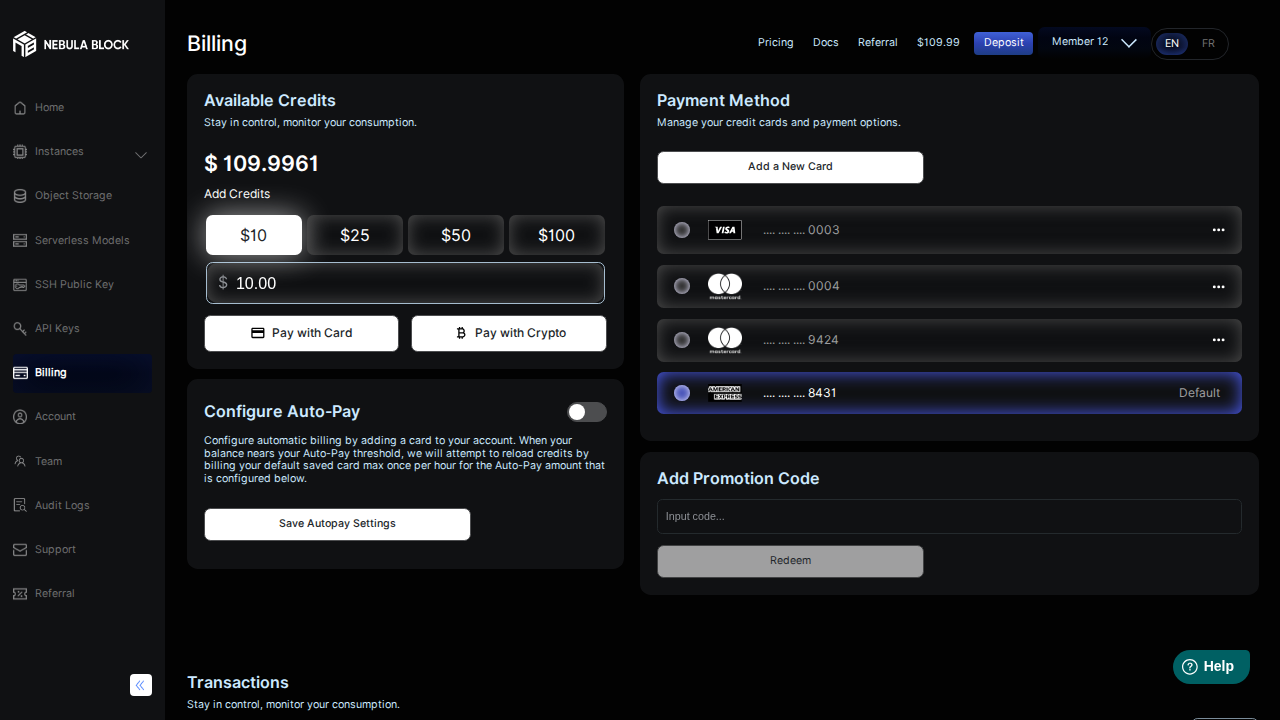 NEBULA BLOCK
Home
Instances
Object Storage
Serverless Models
SSH Public Key
API Keys
Billing
Account
Team
Audit Logs
Support
Referral
Billing
Pricing
Docs
Referral
$109.99
Deposit
Member 12
EN
FR
Available Credits
Stay in control, monitor your consumption.
$ 109.9961
Add Credits
$10
$25
$50
$100
$ 10.00
Pay with Card
Pay with Crypto
Configure Auto-Pay
Configure automatic billing by adding a card to your account. When your
balance nears your Auto-Pay threshold, we will attempt to reload credits by
billing your default saved card max once per hour for the Auto-Pay amount that
is configured below.
Save Autopay Settings
Payment Method
Manage your credit cards and payment options.
Add a New Card
VISA .... .... .... 0003
mastercard .... .... .... 0004
mastercard .... .... .... 9424
AMERICAN EXPRESS .... .... .... 8431 Default
Add Promotion Code
Input code...
Redeem
Transactions
Stay in control, monitor your consumption.
Help